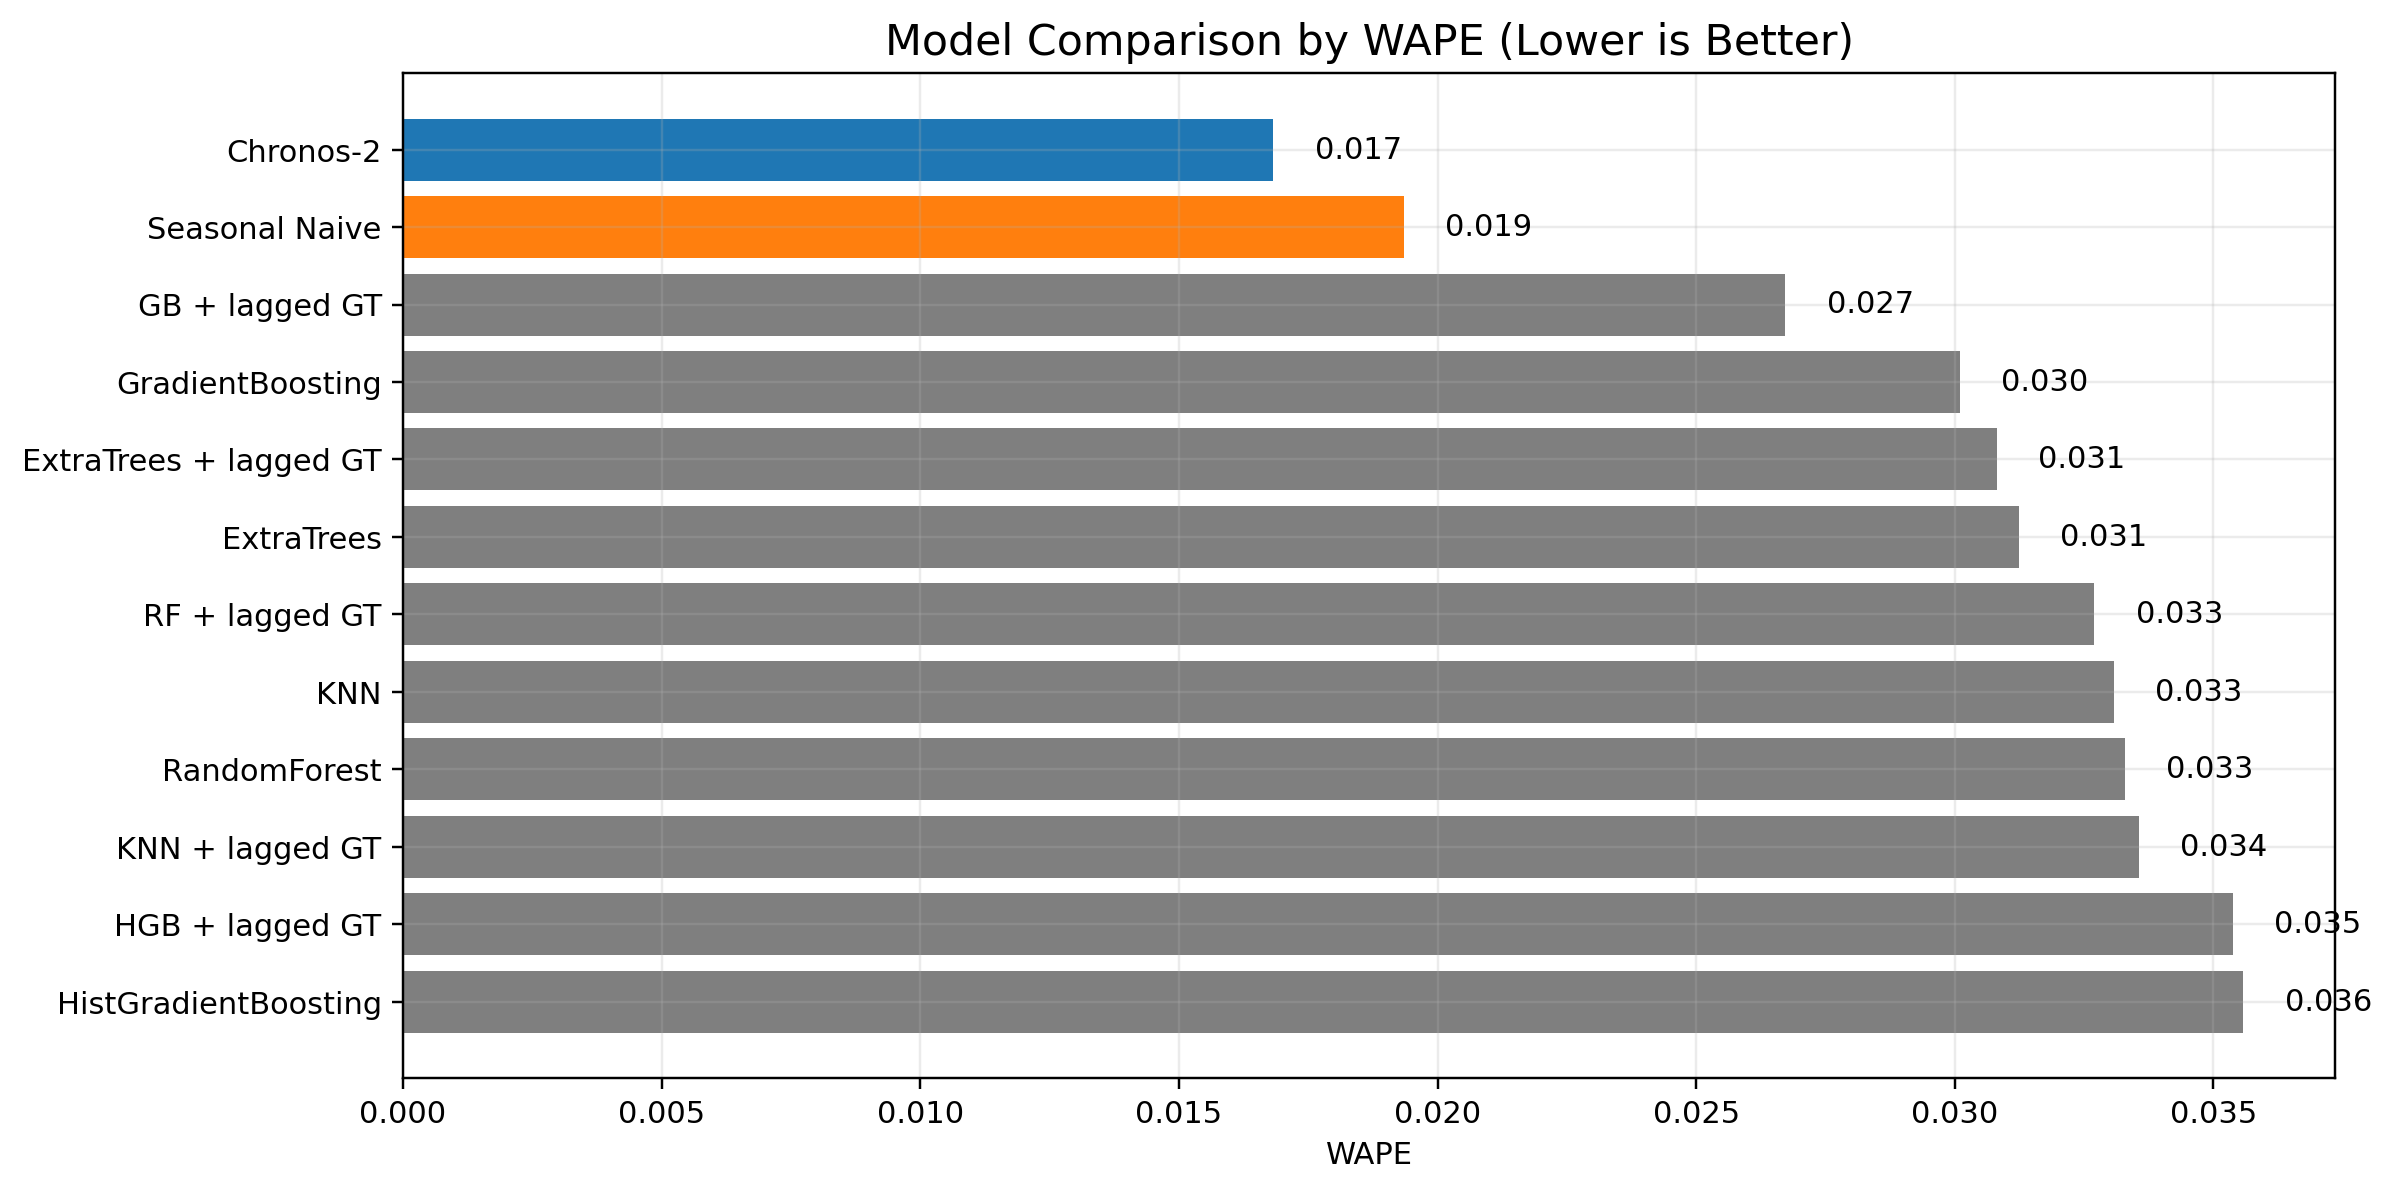 Model Comparison by WAPE (Lower is Better)
Chronos-2 0.017
Seasonal Naive 0.019
GB + lagged GT 0.027
GradientBoosting 0.030
ExtraTrees + lagged GT 0.031
ExtraTrees 0.031
RF + lagged GT 0.033
KNN 0.033
RandomForest 0.033
KNN + lagged GT 0.034
HGB + lagged GT 0.035
HistGradientBoosting 0.036
0.000 0.005 0.010 0.015 0.020 0.025 0.030 0.035
WAPE